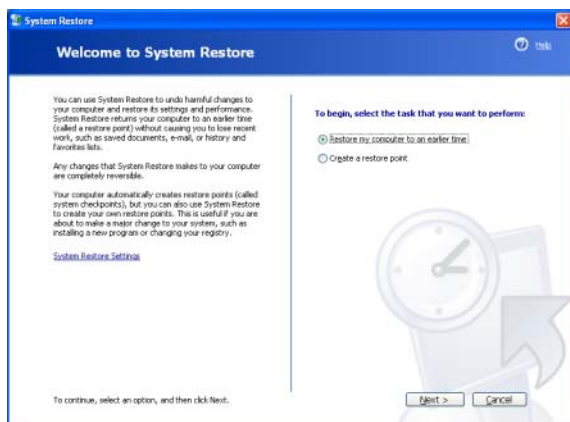 System Restore
Welcome to System Restore
Help
You can use System Restore to undo harmful changes to
your computer and restore its settings and performance.
System Restore returns your computer to an earlier time
(called a restore point) without causing you to lose recent
work, such as saved documents, e-mail, or history and
favorites lists.
Any changes that System Restore makes to your computer
are completely reversible.
Your computer automatically creates restore points (called
system checkpoints), but you can also use System Restore
to create your own restore points. This is useful if you are
about to make a major change to your system, such as
installing a new program or changing your registry.
System Restore Settings
To begin, select the task that you want to perform:
Restore my computer to an earlier time
Create a restore point
To continue, select an option, and then click Next.
Next >
Cancel